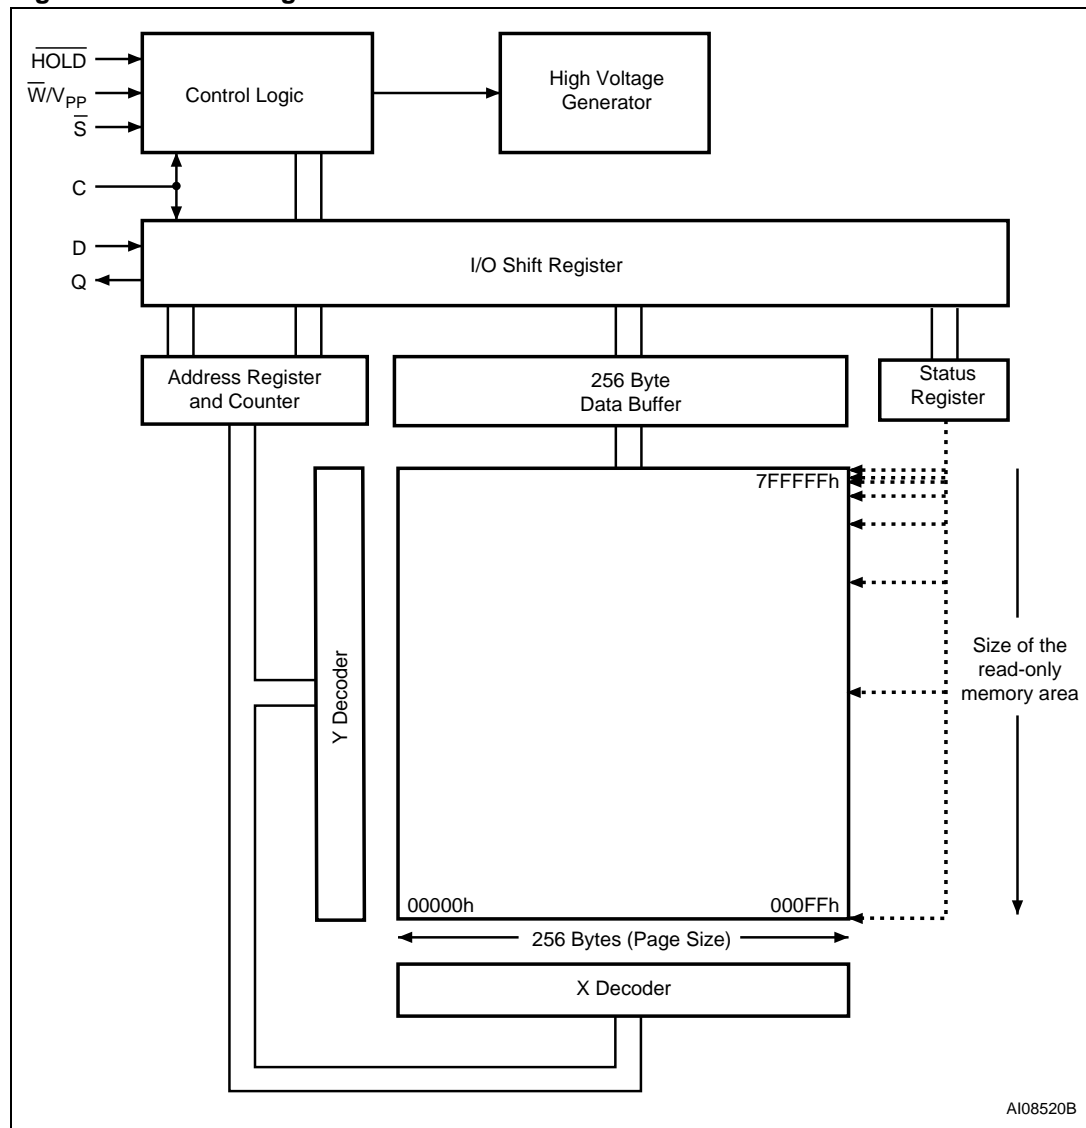 HOLD
W/VPP
S
Control Logic
High Voltage
Generator
C
D
Q
I/O Shift Register
Address Register
and Counter
256 Byte
Data Buffer
Status
Register
7FFFFFh
Y Decoder
Size of the
read-only
memory area
00000h
000FFh
256 Bytes (Page Size)
X Decoder
AI08520B